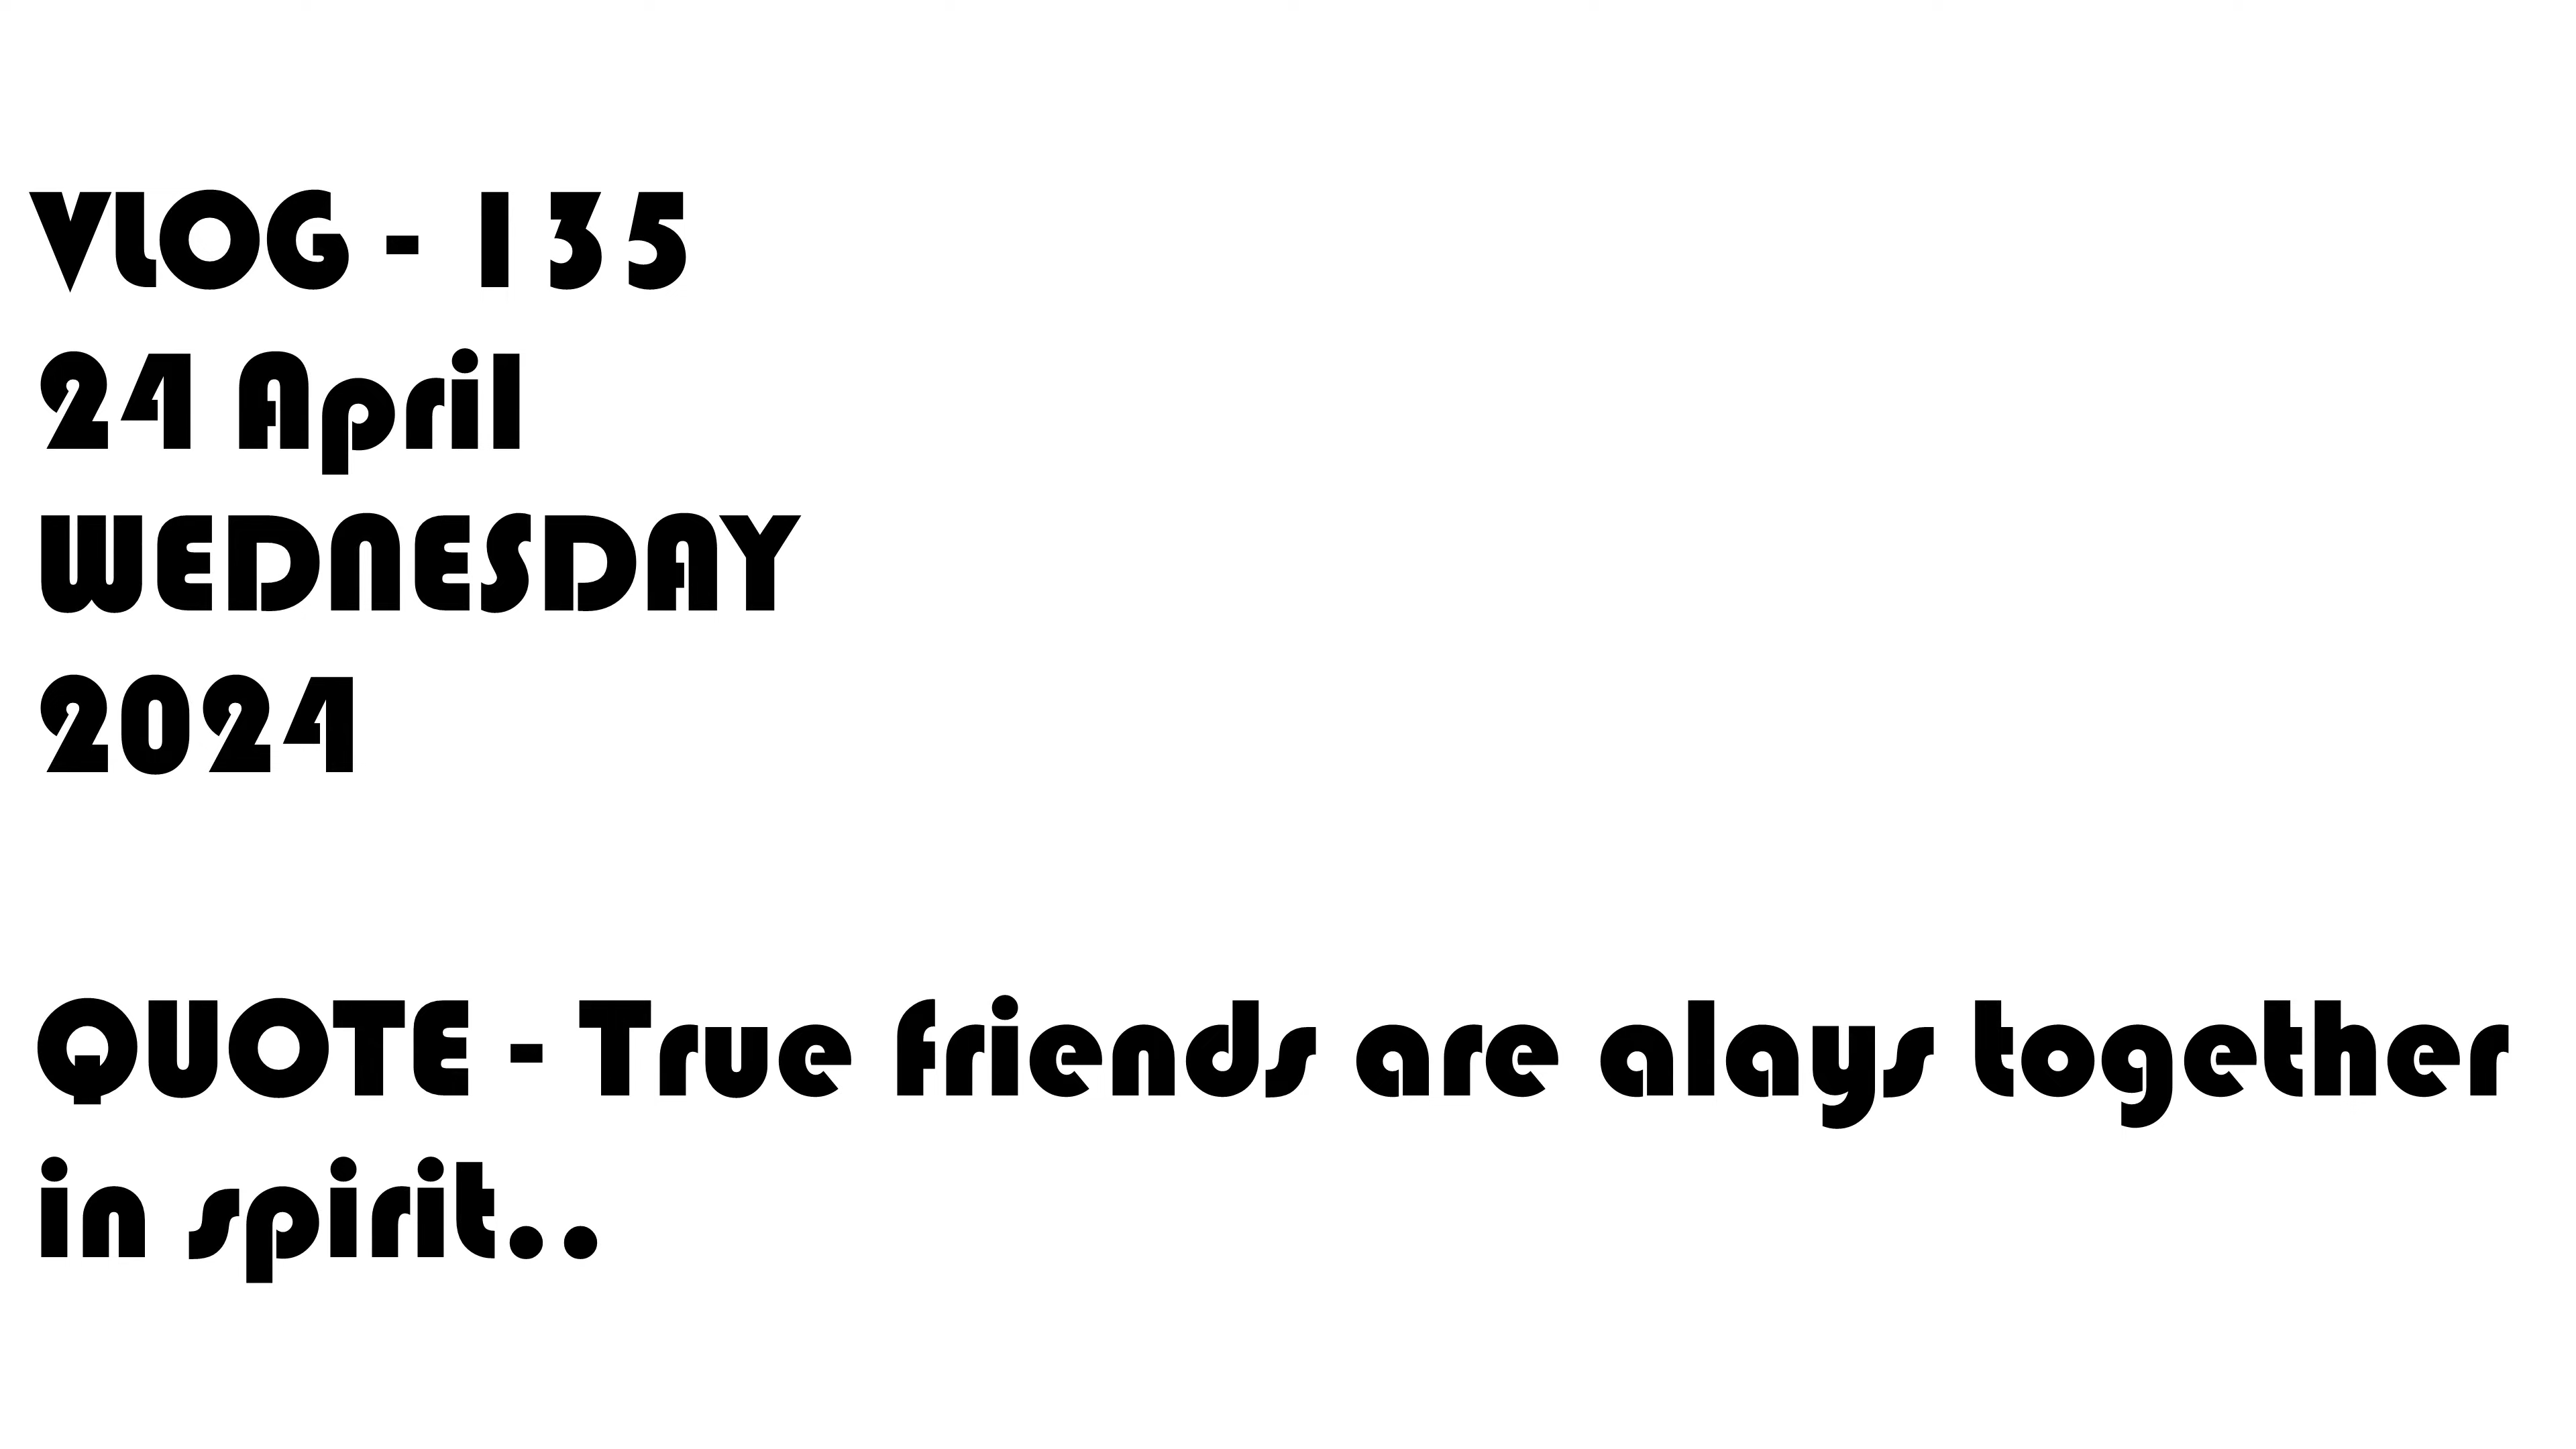 VLOG - 135
24 April
WEDNESDAY
2024
QUOTE - True friends are alays together
in spirit..